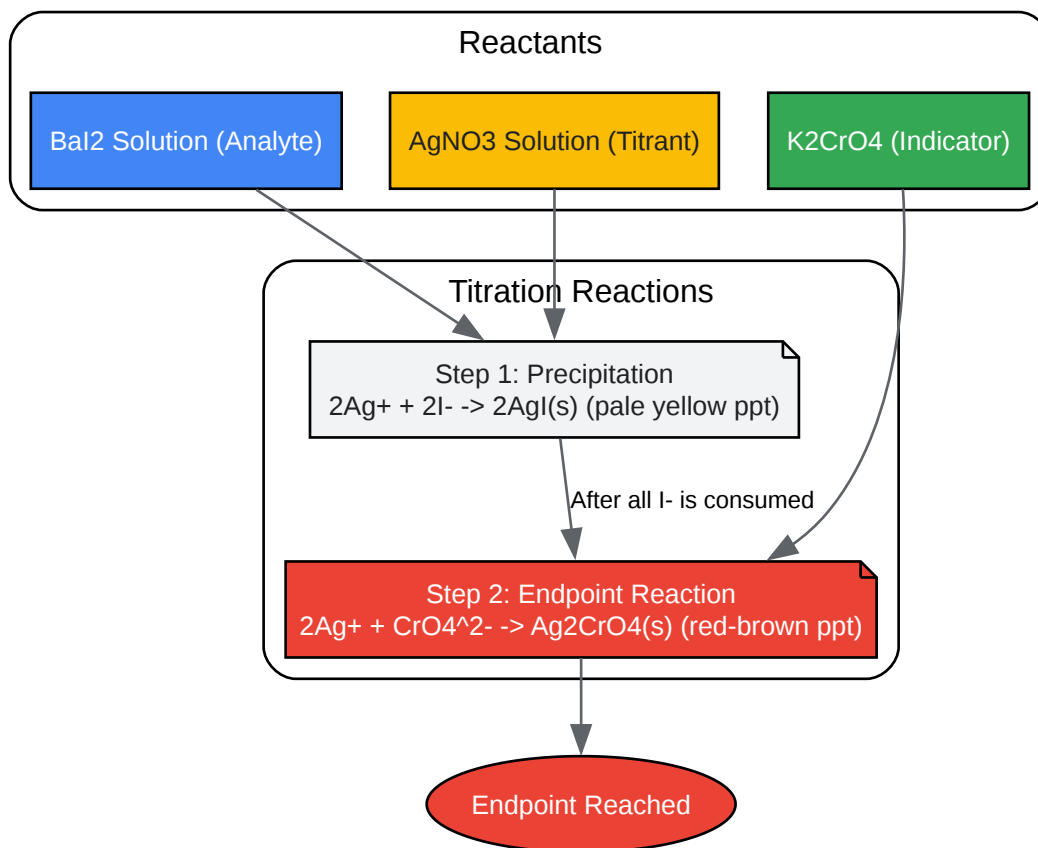 Reactants
BaI2 Solution (Analyte)
AgNO3 Solution (Titrant)
K2CrO4 (Indicator)
Titration Reactions
Step 1: Precipitation
2Ag+ + 2I- -> 2AgI(s) (pale yellow ppt)
After all I- is consumed
Step 2: Endpoint Reaction
2Ag+ + CrO4^2- -> Ag2CrO4(s) (red-brown ppt)
Endpoint Reached